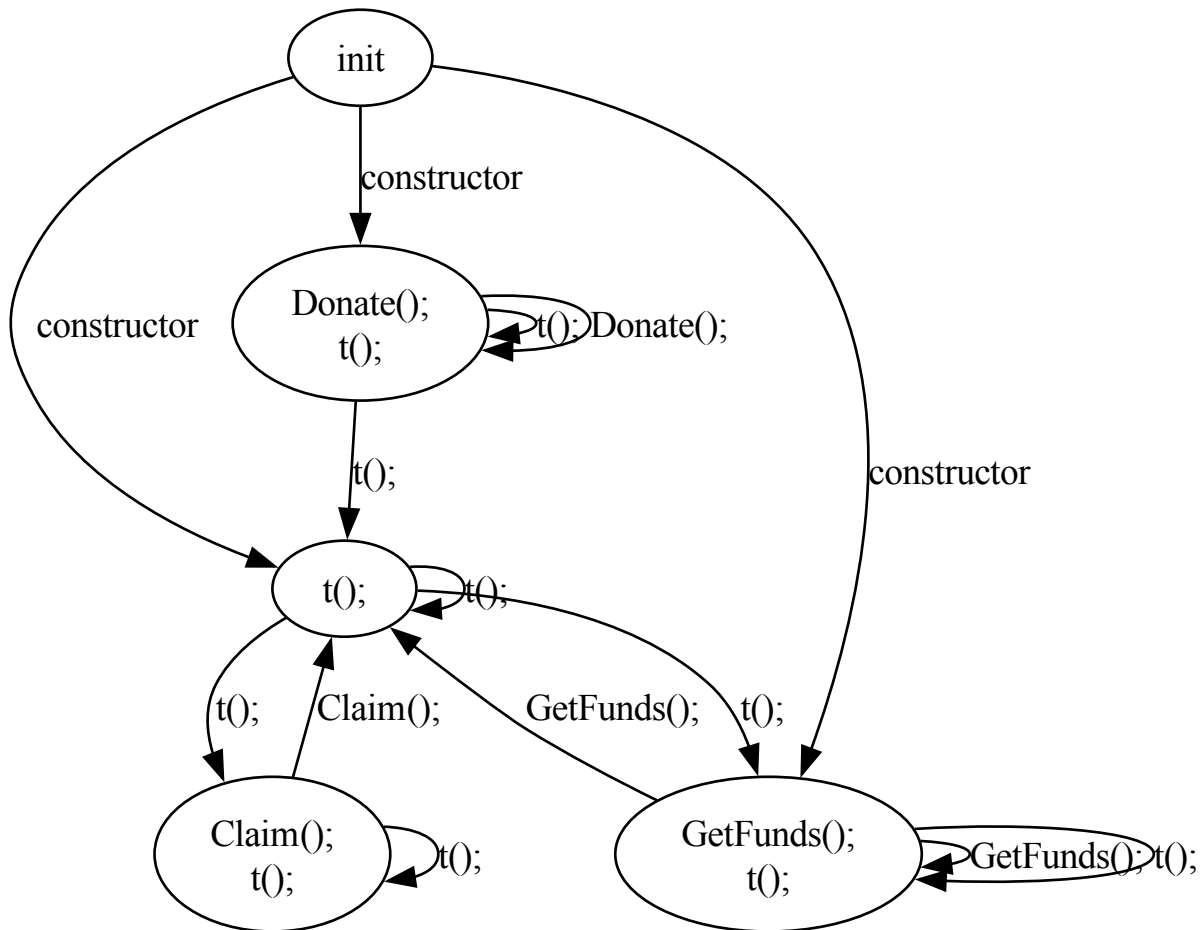 init
constructor
constructor
Donate();
t();
t();
Donate();
t();
constructor
t();
t();
t();
Claim();
GetFunds();
t();
Claim();
t();
t();
GetFunds();
t();
GetFunds();
t();